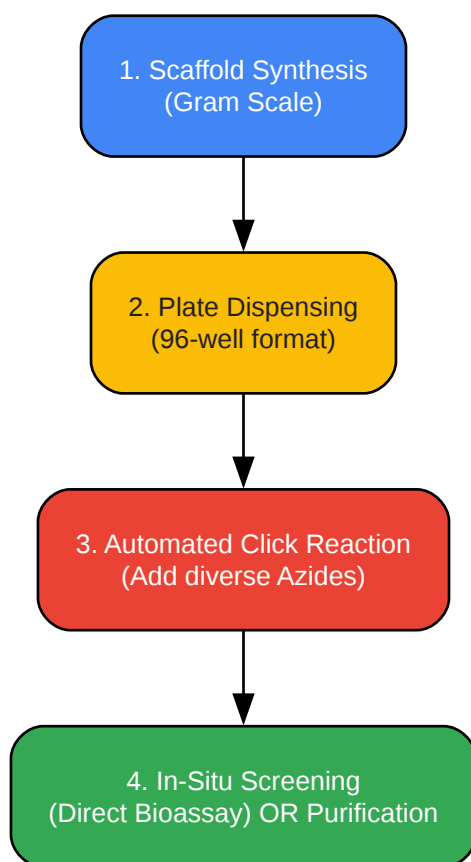 1. Scaffold Synthesis
(Gram Scale)
2. Plate Dispensing
(96-well format)
3. Automated Click Reaction
(Add diverse Azides)
4. In-Situ Screening
(Direct Bioassay) OR Purification